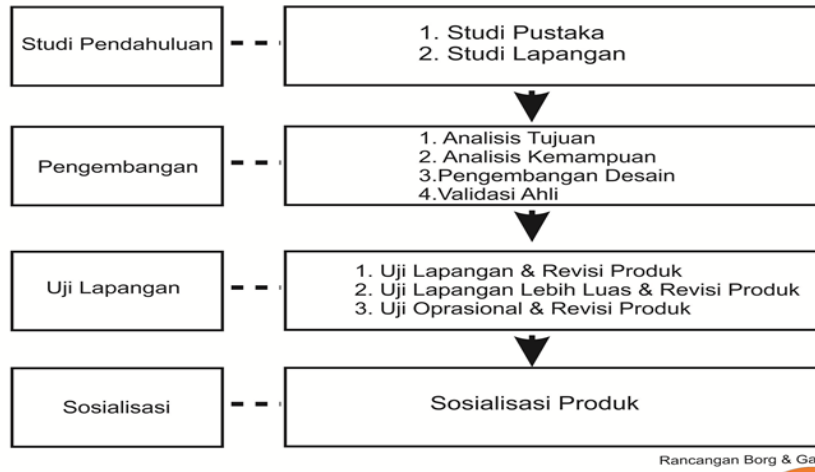 Studi Pendahuluan
1. Studi Pustaka
2. Studi Lapangan
Pengembangan
1. Analisis Tujuan
2. Analisis Kemampuan
3.Pengembangan Desain
4.Validasi Ahli
Uji Lapangan
1. Uji Lapangan & Revisi Produk
2. Uji Lapangan Lebih Luas & Revisi Produk
3. Uji Oprasional & Revisi Produk
Sosialisasi
Sosialisasi Produk
Rancangan Borg &